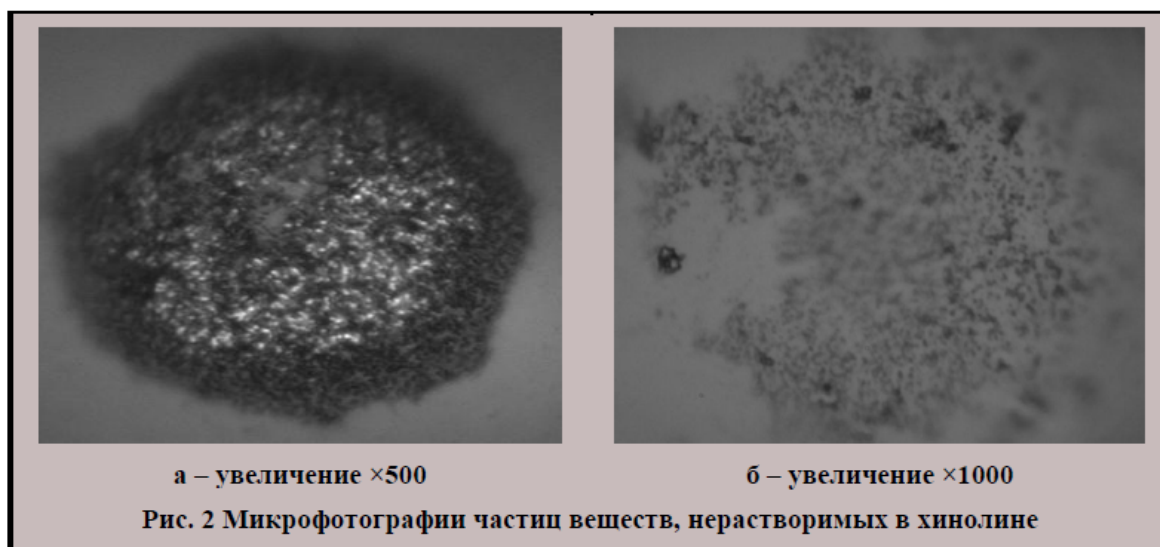 а – увеличение ×500
б – увеличение ×1000
Рис. 2 Микрофотографии частиц веществ, нерастворимых в хинолине